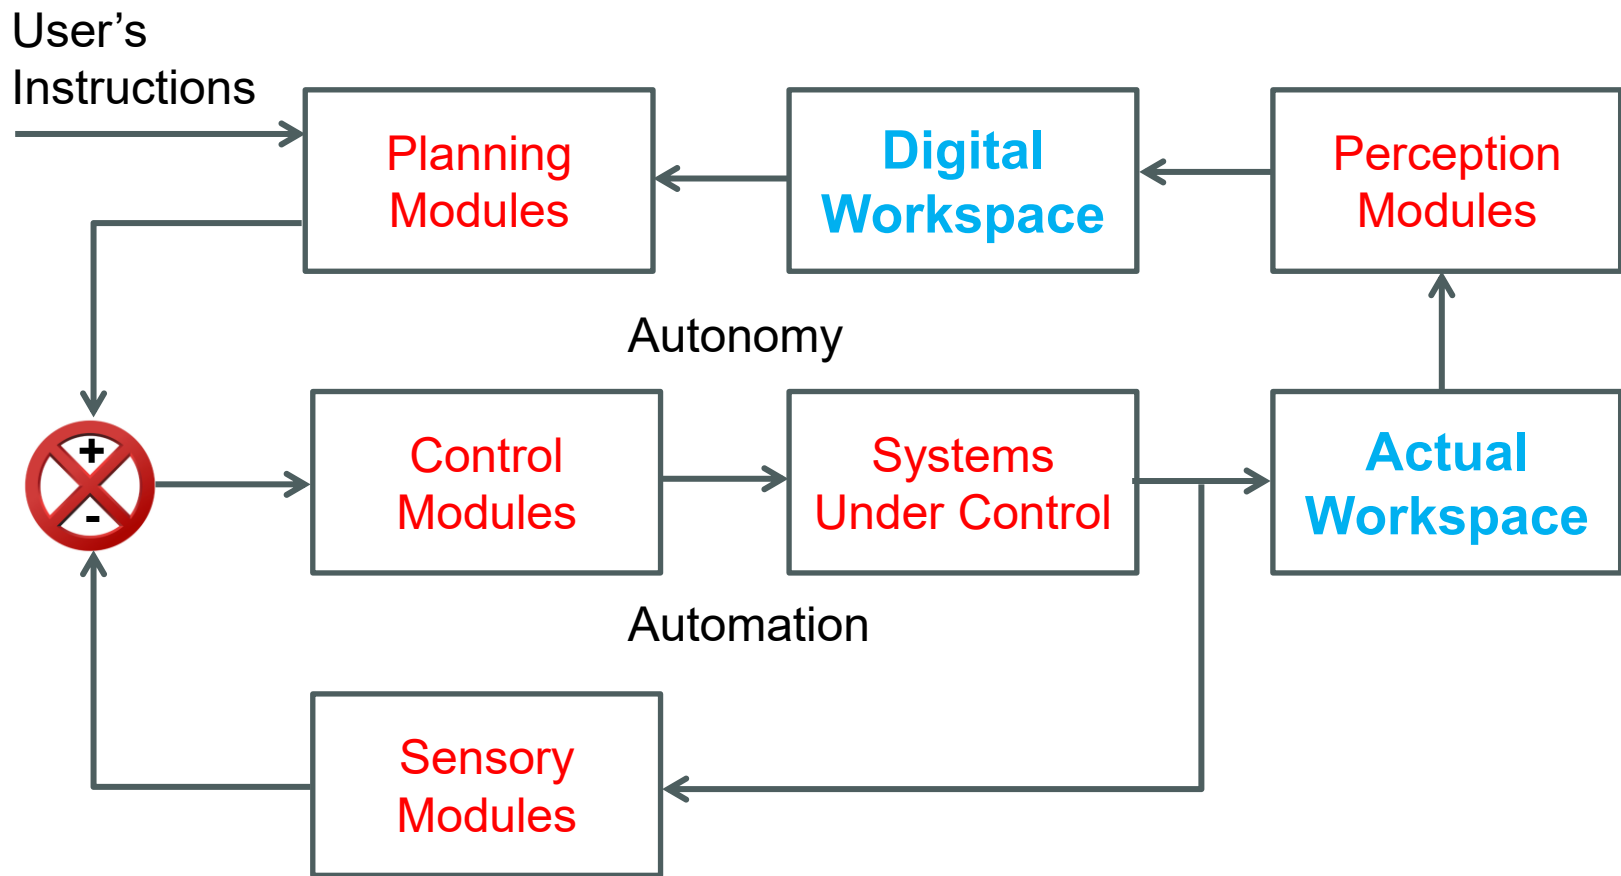 User’s
Instructions
Planning
Modules
Digital
Workspace
Perception
Modules
Autonomy
+
-
Control
Modules
Systems
Under Control
Actual
Workspace
Automation
Sensory
Modules